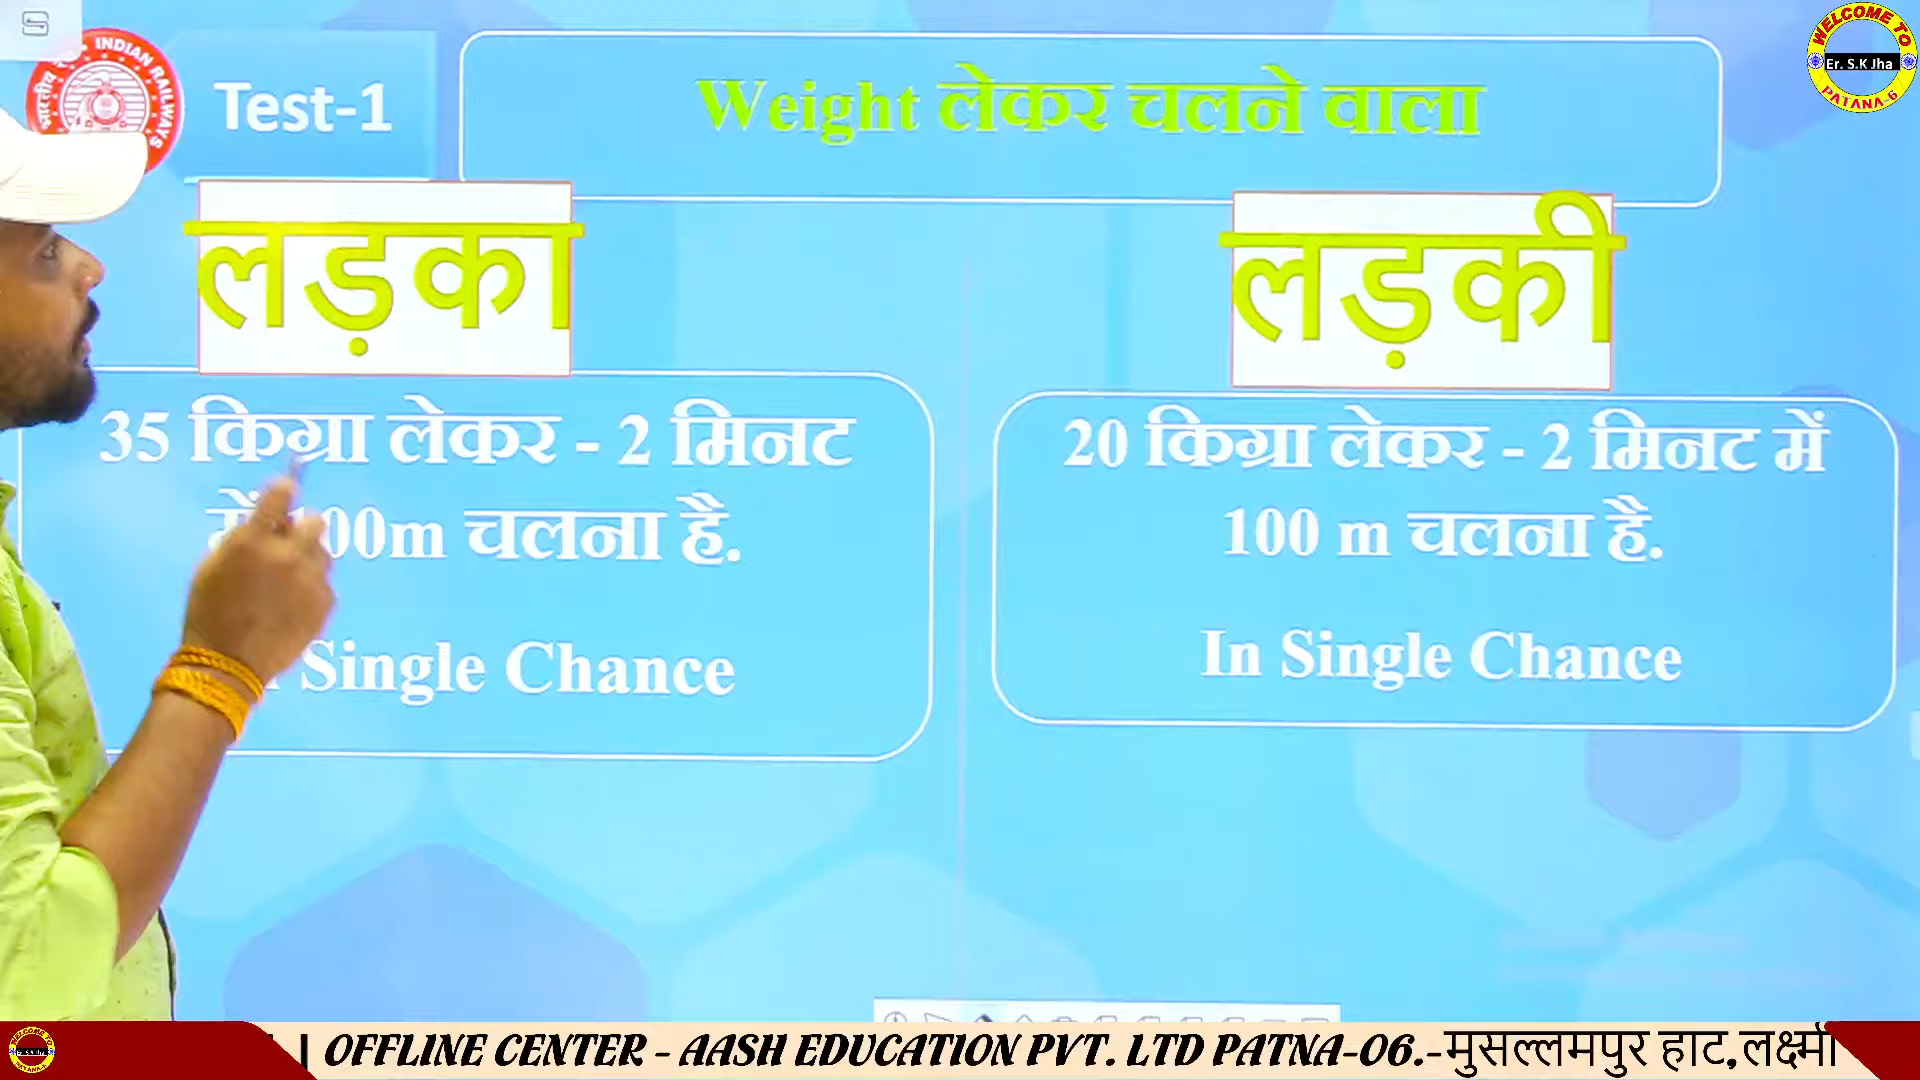 INDIAN RAILWAYS
Test-1
Weight लेकर चलने वाला
WELCOME TO
Er. S.K Jha
PATANA-6
लड़का
लड़की
35 किग्रा लेकर - 2 मिनट
में 100m चलना है.
Single Chance
20 किग्रा लेकर - 2 मिनट में
100 m चलना है.
In Single Chance
| OFFLINE CENTER - AASH EDUCATION PVT. LTD PATNA-06.-मुसल्लमपुर हाट,लक्ष्मी